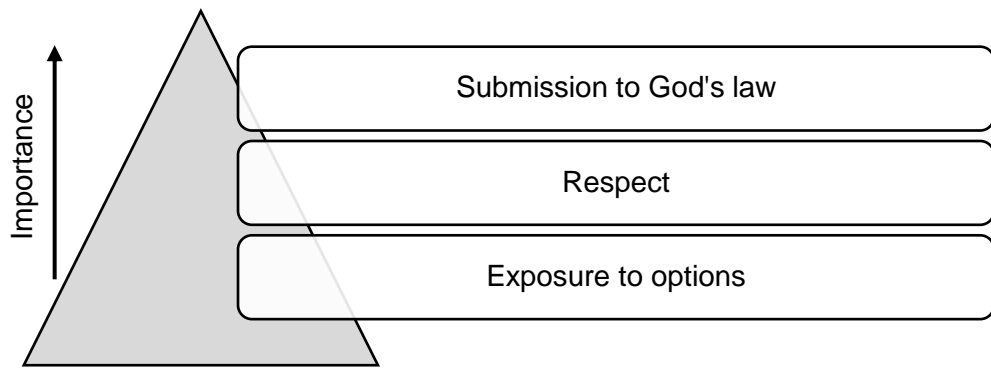 Importance
Submission to God's law
Respect
Exposure to options